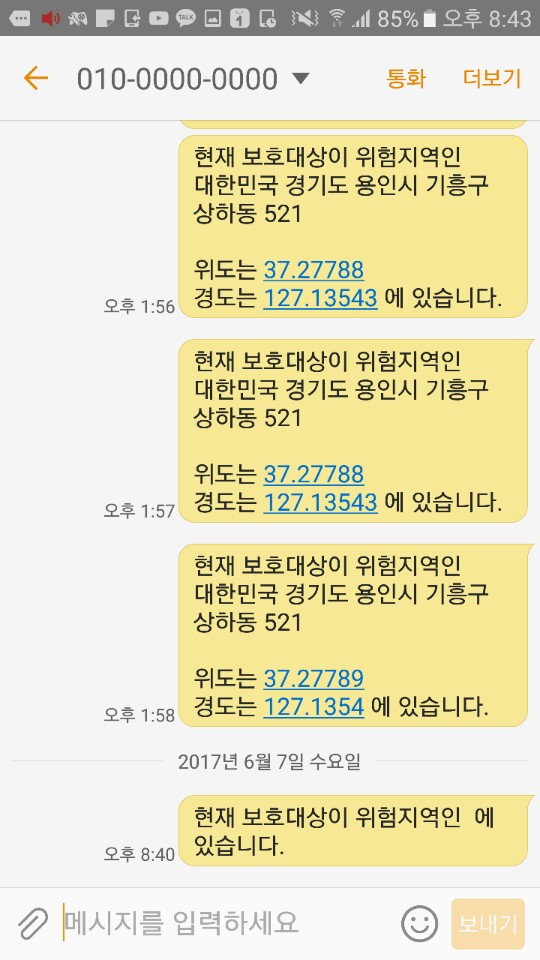 TALK 1 85% 오후 8:43
010-0000-0000 통화 더보기
현재 보호대상이 위험지역인
대한민국 경기도 용인시 기흥구
상하동 521
위도는 37.27788
경도는 127.13543 에 있습니다.
오후 1:56
현재 보호대상이 위험지역인
대한민국 경기도 용인시 기흥구
상하동 521
위도는 37.27788
경도는 127.13543 에 있습니다.
오후 1:57
현재 보호대상이 위험지역인
대한민국 경기도 용인시 기흥구
상하동 521
위도는 37.27789
경도는 127.1354 에 있습니다.
오후 1:58
2017년 6월 7일 수요일
현재 보호대상이 위험지역인  에
있습니다.
오후 8:40
메시지를 입력하세요 보내기